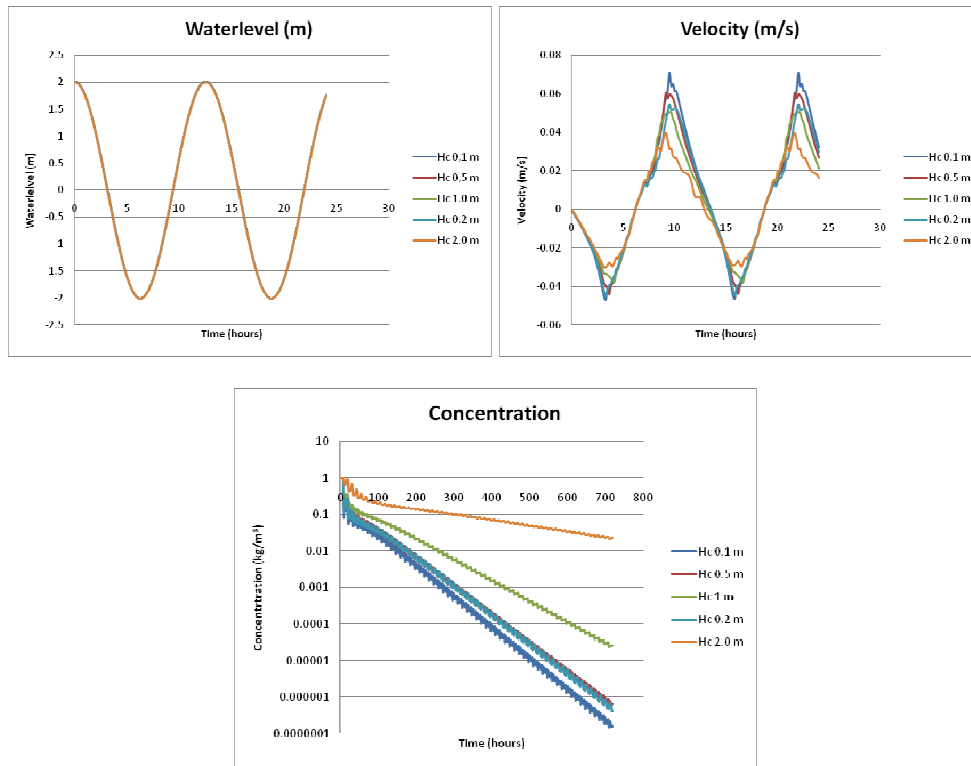 Waterlevel (m)
2.5
2
1.5
1
0.5
0
-0.5
1
-1.5
-2
-2.5
0
5
10
15
20
25
30
Waterleivel (m)
Time (hours)
Hc 0,1 m
Hc 0,5 m
Hc 1.0 m
Hc 0.2 m
Hc 2.0 m
Velocity (m/s)
0.08
0.06
0.04
0.02
0
-0.02
-0.04
-0.06
0
5
10
15
20
25
30
Velocity (m/s)
Time (hours)
Hc 0,1 m
Hc 0.5 m
Hc 1.0 m
Hc 0.2 m
Hc 2.0 m
Concentration
10
1
0.1
0.01
0.001
0.0001
0.00001
0.000001
0.0000001
0 100 200 300 400 500 600 700 800
Concentrtration (kg/m³)
Time (hours)
Hc 0.1 m
Hc 0.5 m
Hc 1 m
Hc 0.2 m
Hc 2.0 m